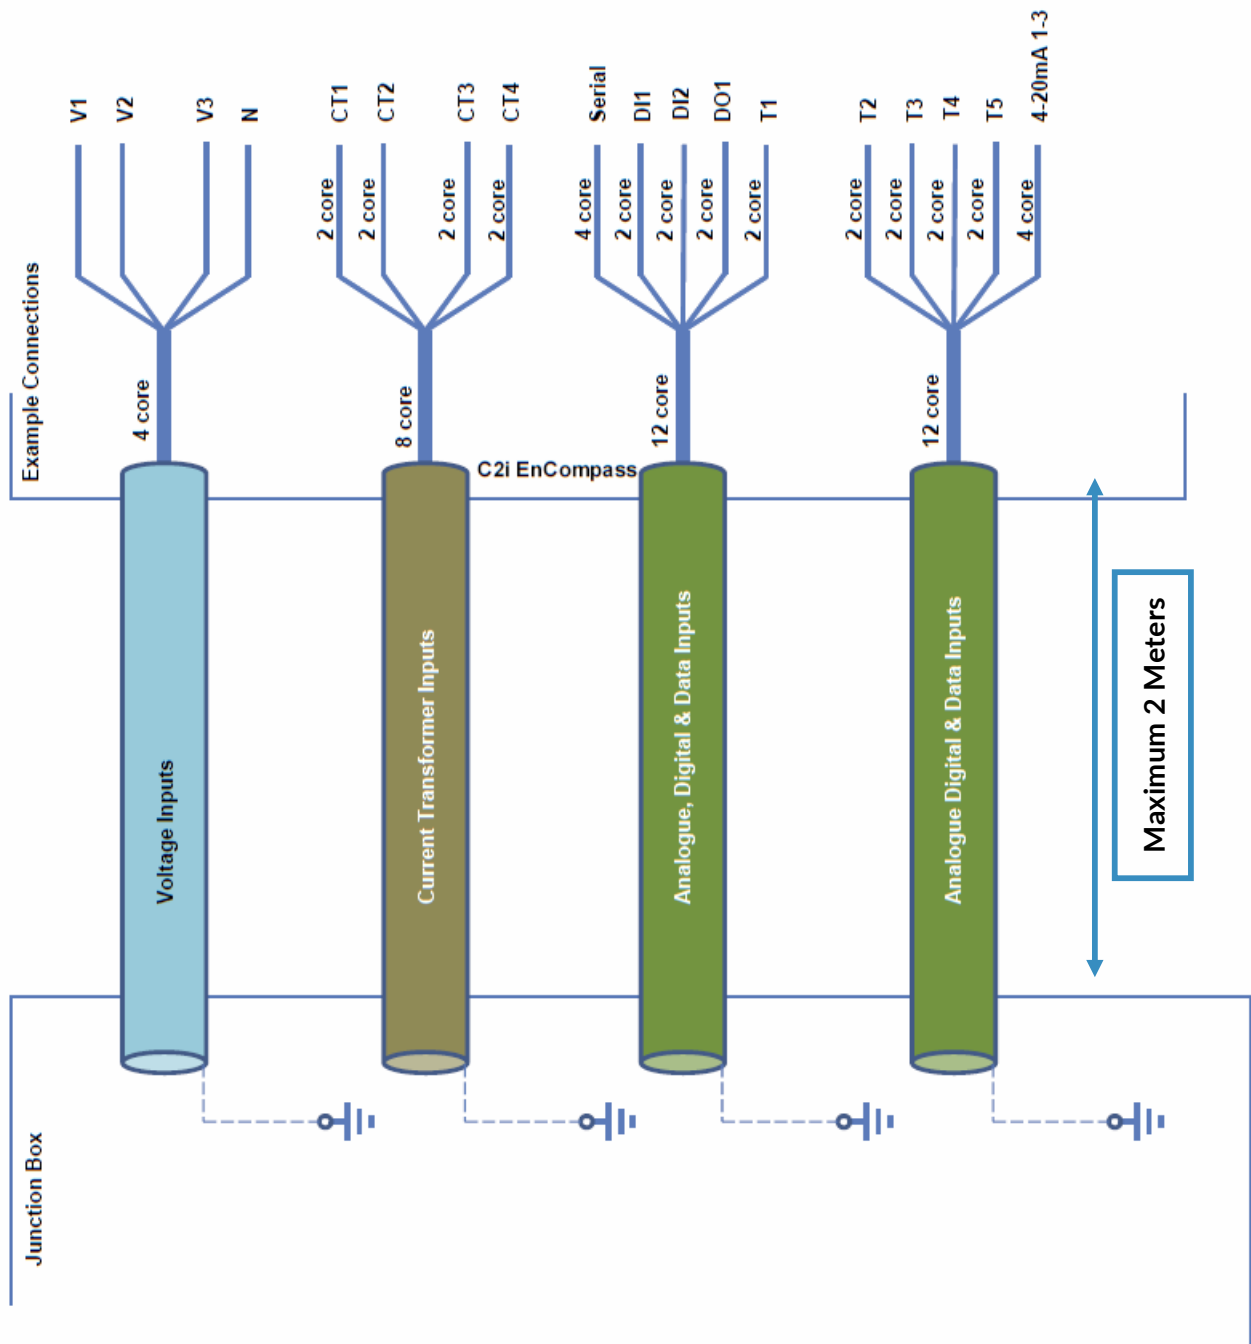 Example Connections
V1
V2
V3
N
4 core
CT1
CT2
CT3
CT4
2 core
2 core
2 core
2 core
8 core
Serial
DI1
DI2
DO1
T1
4 core
2 core
2 core
2 core
2 core
12 core
T2
T3
T4
T5
4-20mA 1-3
2 core
2 core
2 core
2 core
4 core
12 core
C2i EnCompass
Voltage Inputs
Current Transformer Inputs
Analogue, Digital & Data Inputs
Analogue Digital & Data Inputs
Maximum 2 Meters
Junction Box